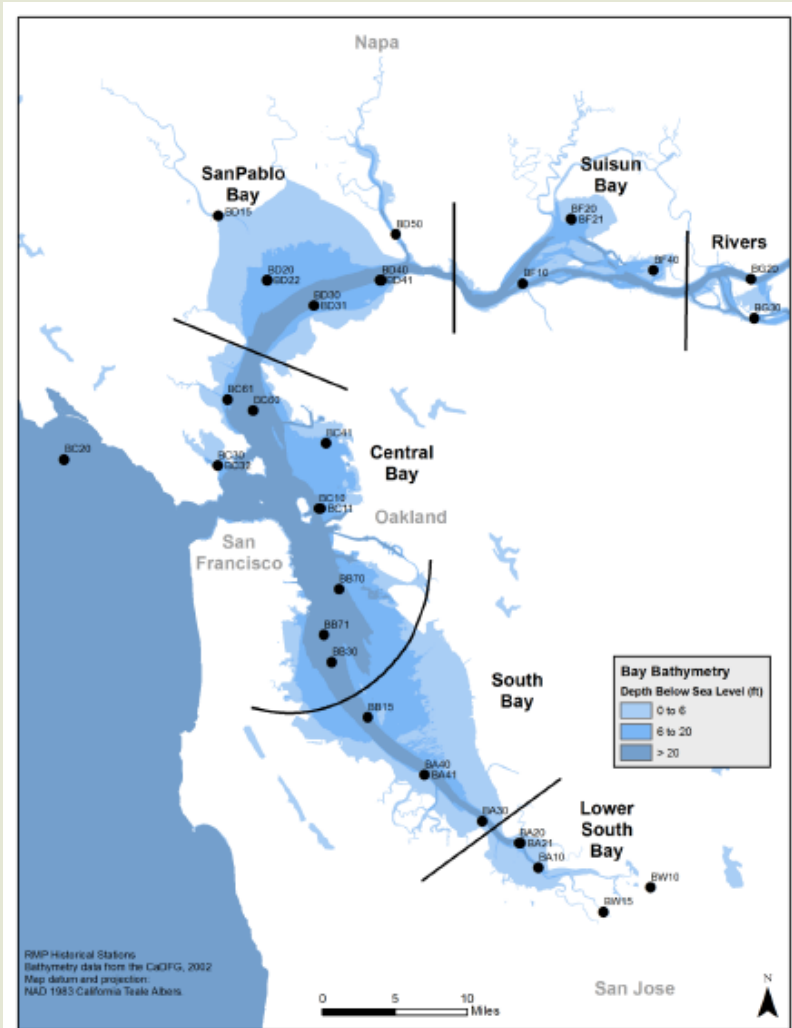 Napa
SanPablo
Bay
Suisun
Bay
BD15
BF20
BF21
BD50
Rivers
BD20
BD22
BD40
BD41
BF10
BF40
BG20
BD30
BD31
BG30
BC61
BC60
BC41
BC20
BC30
BC32
Central
Bay
BC10
BC11
Oakland
San
Francisco
BB70
BB71
BB30
South
Bay
Bay Bathymetry
Depth Below Sea Level (ft)
0 to 6
6 to 20
> 20
BB15
BA40
BA41
BA30
Lower
South
Bay
BA20
BA21
BA10
BW10
BW15
RMP Historical Stations
Bathymetry data from the CaDFG, 2002
Map datum and projection:
NAD 1983 California Teale Albers
San Jose
N
0 5 10
Miles